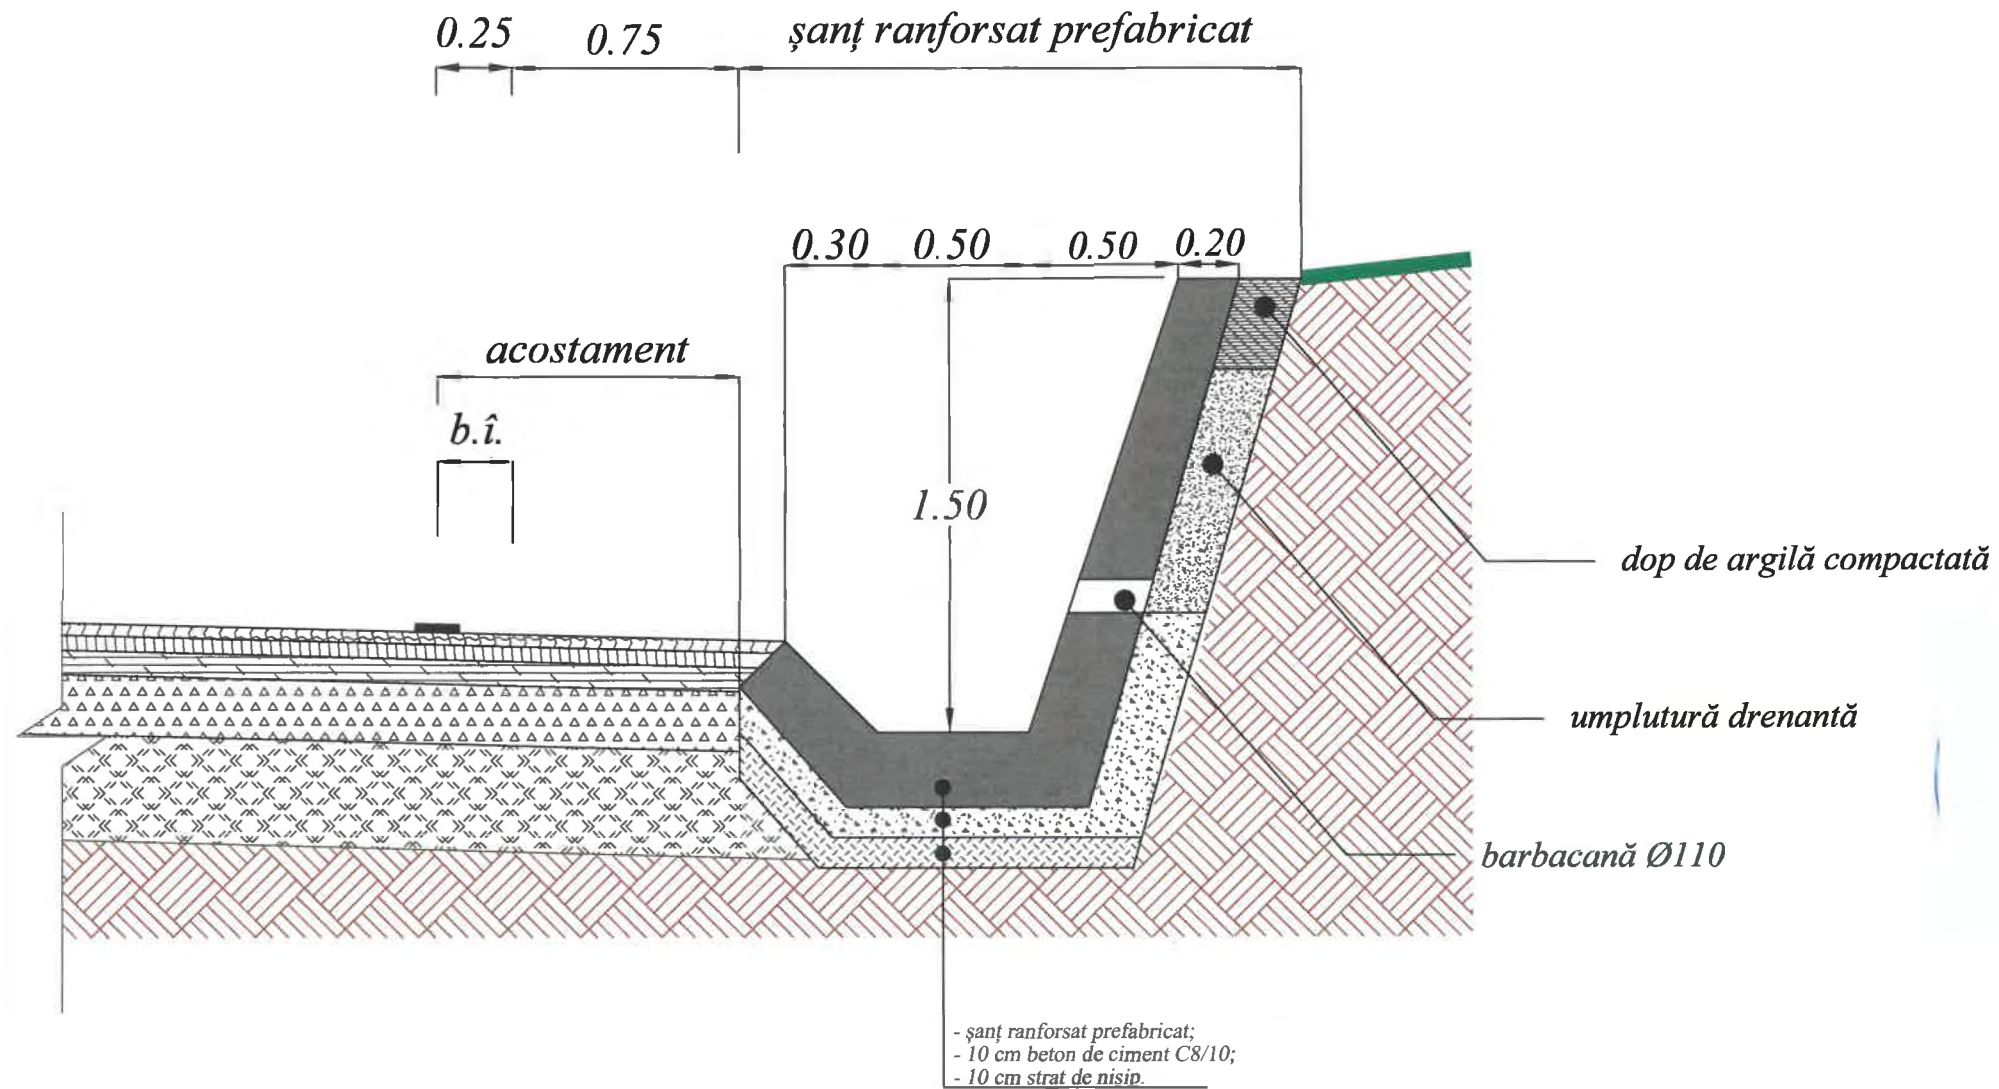 0.25 0.75 șanț ranforsat prefabricat
0.30 0.50 0.50 0.20
acostament
b.î.
1.50
dop de argilă compactată
umplutură drenantă
barbacană Ø110
- șanț ranforsat prefabricat;
- 10 cm beton de ciment C8/10;
- 10 cm strat de nisip.